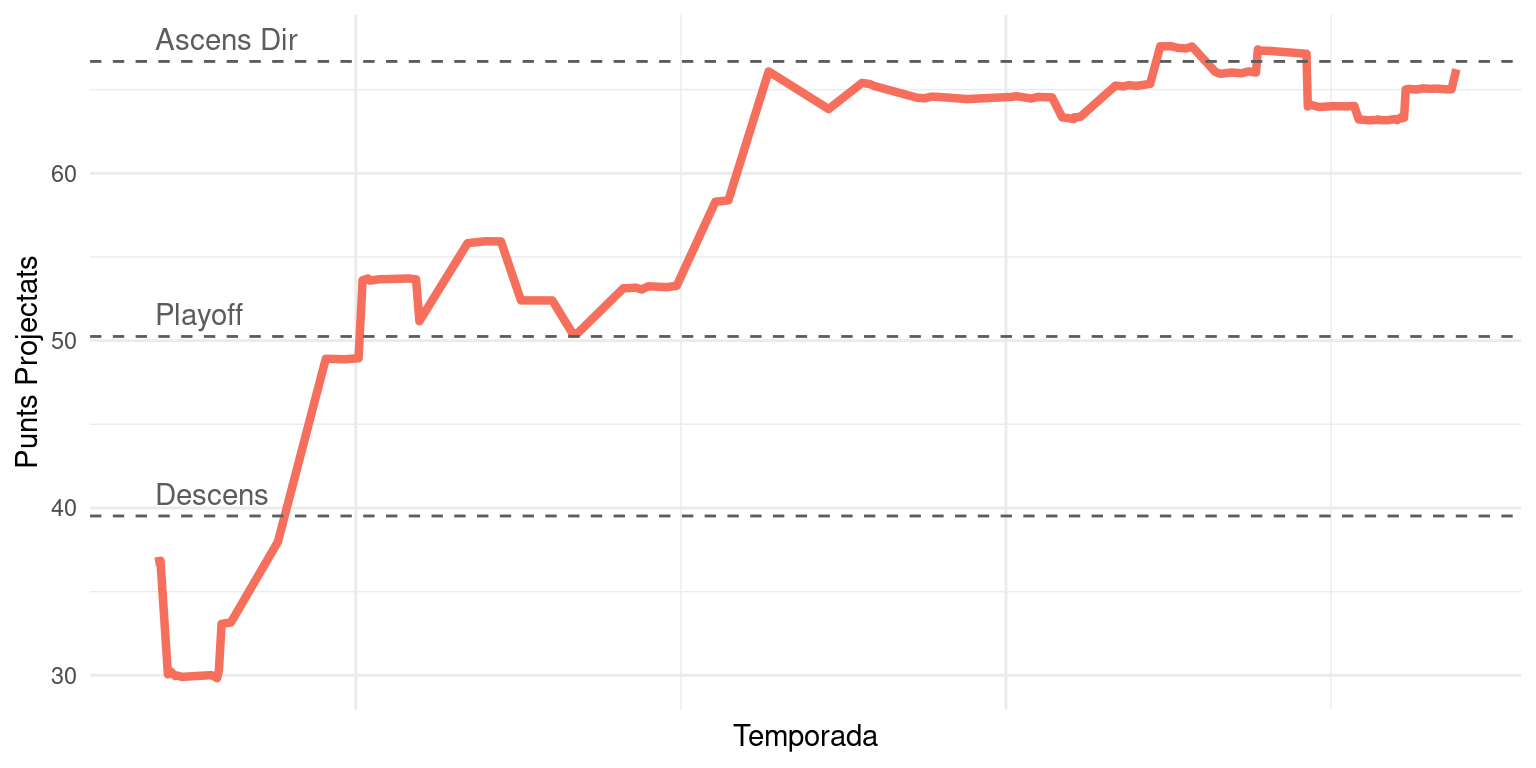 Ascens Dir
60
Playoff
50
Descens
40
30
Punts Projectats
Temporada